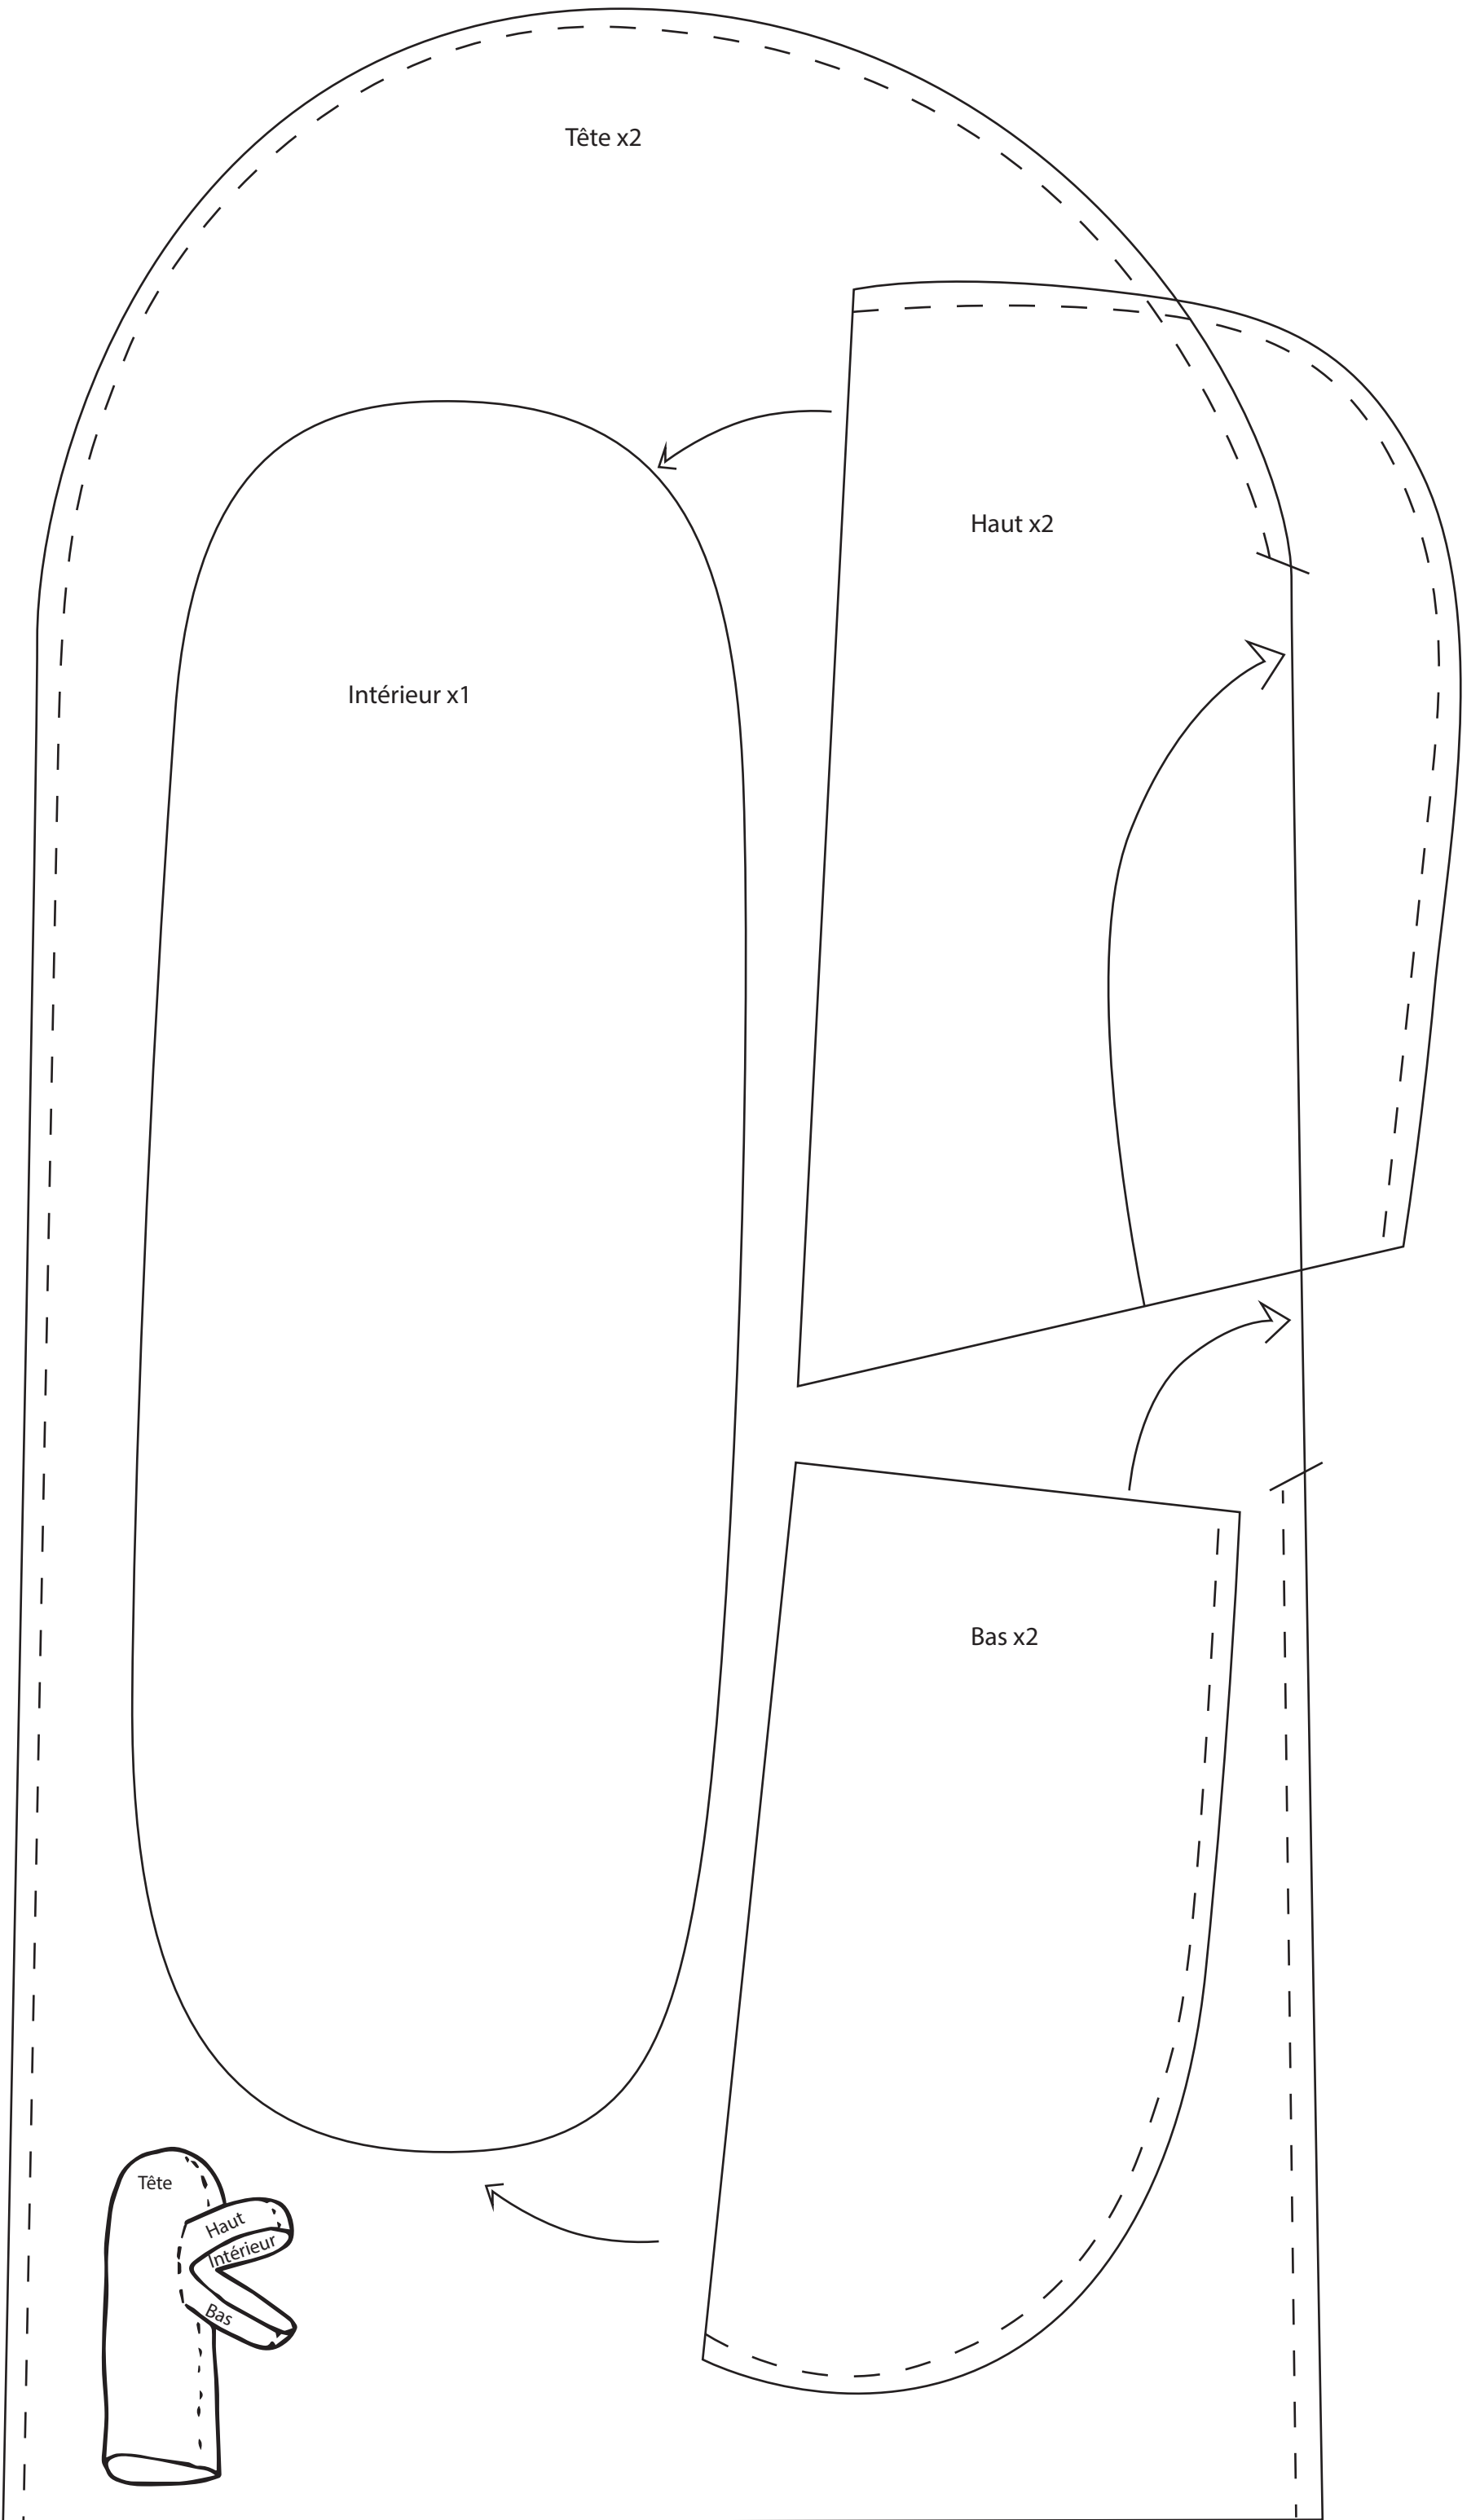 Tête x2
Haut x2
Intérieur x1
Bas x2
Tête
Haut
Intérieur
Bas